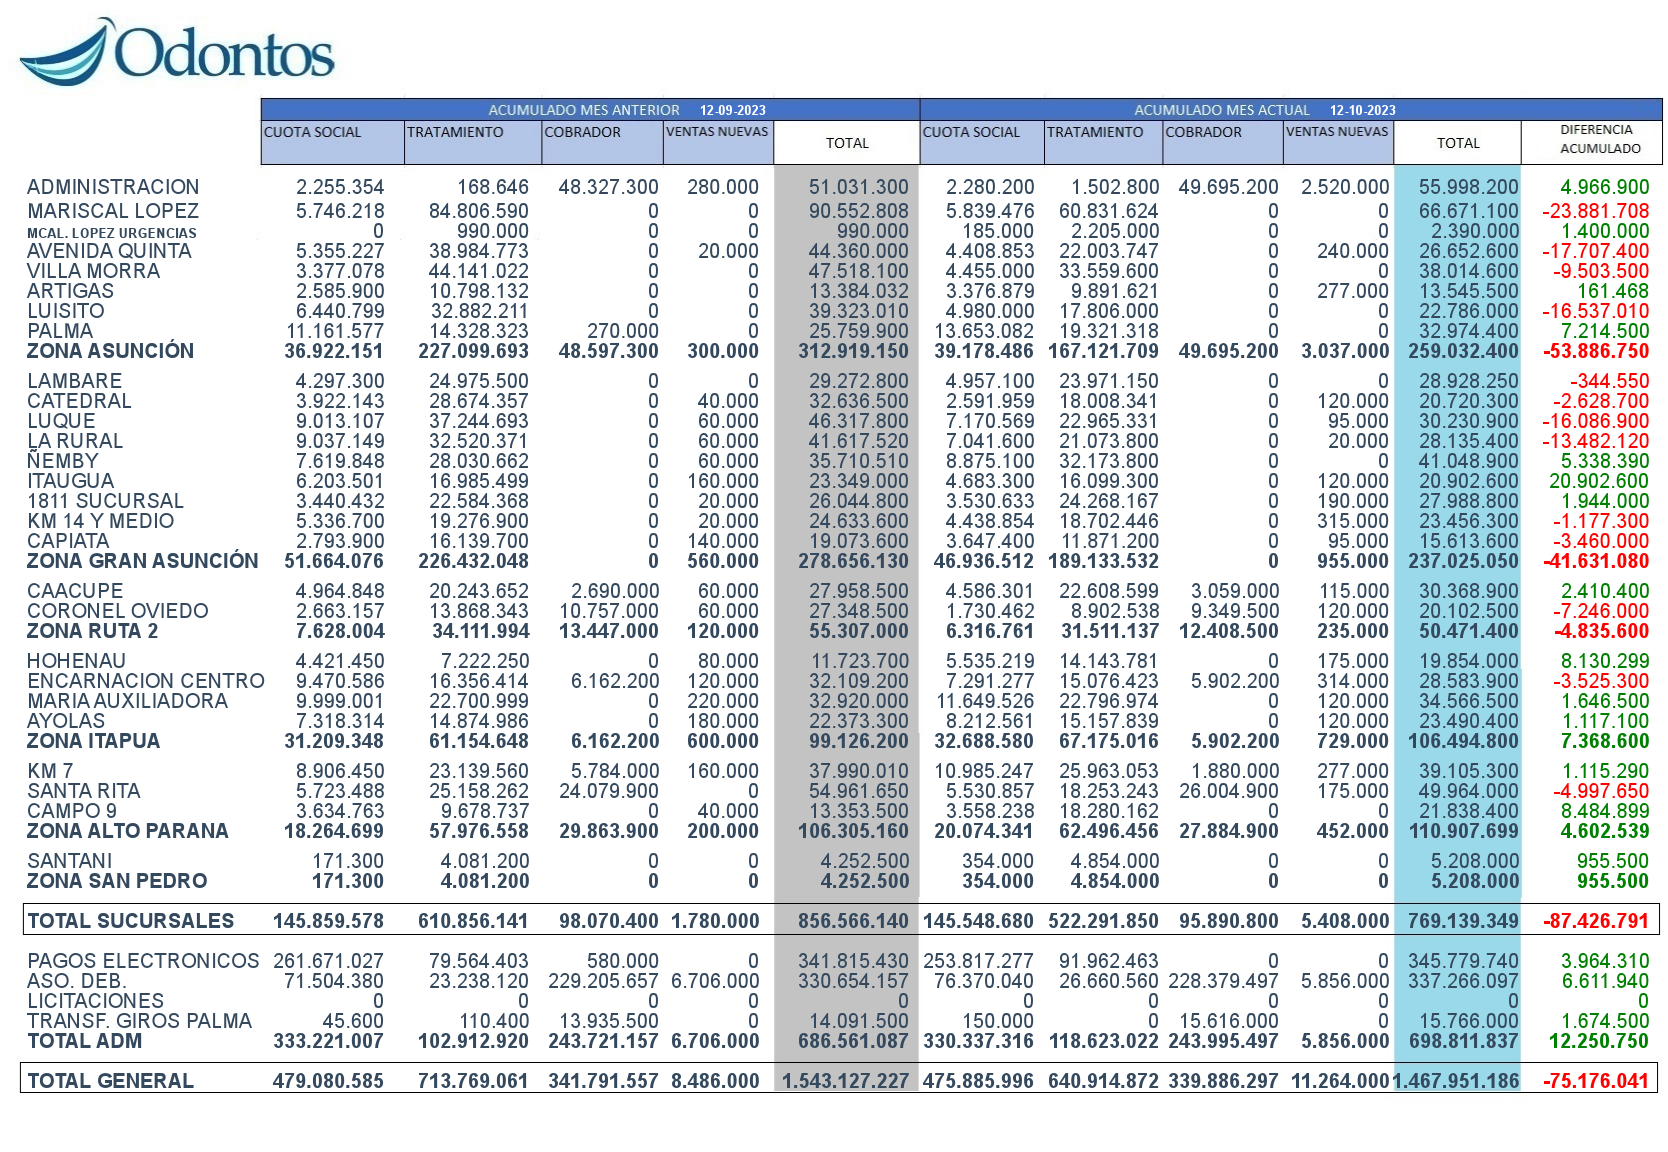 Odontos
ACUMULADO MES ANTERIOR 12-09-2023 ACUMULADO MES ACTUAL 12-10-2023
CUOTA SOCIAL TRATAMIENTO COBRADOR VENTAS NUEVAS TOTAL CUOTA SOCIAL TRATAMIENTO COBRADOR VENTAS NUEVAS TOTAL DIFERENCIA ACUMULADO
ADMINISTRACION 2.255.354 168.646 48.327.300 280.000 51.031.300 2.280.200 1.502.800 49.695.200 2.520.000 55.998.200 4.966.900
MARISCAL LOPEZ 5.746.218 84.806.590 0 0 90.552.808 5.839.476 60.831.624 0 0 66.671.100 -23.881.708
MCAL. LOPEZ URGENCIAS 0 990.000 0 0 990.000 185.000 2.205.000 0 0 2.390.000 1.400.000
AVENIDA QUINTA 5.355.227 38.984.773 0 20.000 44.360.000 4.408.853 22.003.747 0 240.000 26.652.600 -17.707.400
VILLA MORRA 3.377.078 44.141.022 0 0 47.518.100 4.455.000 33.559.600 0 0 38.014.600 -9.503.500
ARTIGAS 2.585.900 10.798.132 0 0 13.384.032 3.376.879 9.891.621 0 277.000 13.545.500 161.468
LUISITO 6.440.799 32.882.211 0 0 39.323.010 4.980.000 17.806.000 0 0 22.786.000 -16.537.010
PALMA 11.161.577 14.328.323 270.000 0 25.759.900 13.653.082 19.321.318 0 0 32.974.400 7.214.500
ZONA ASUNCIÓN 36.922.151 227.099.693 48.597.300 300.000 312.919.150 39.178.486 167.121.709 49.695.200 3.037.000 259.032.400 -53.886.750
LAMBARE 4.297.300 24.975.500 0 0 29.272.800 4.957.100 23.971.150 0 0 28.928.250 -344.550
CATEDRAL 3.922.143 28.674.357 0 40.000 32.636.500 2.591.959 18.008.341 0 120.000 20.720.300 -2.628.700
LUQUE 9.013.107 37.244.693 0 60.000 46.317.800 7.170.569 22.965.331 0 95.000 30.230.900 -16.086.900
LA RURAL 9.037.149 32.520.371 0 60.000 41.617.520 7.041.600 21.073.800 0 20.000 28.135.400 -13.482.120
ÑEMBY 7.619.848 28.030.662 0 60.000 35.710.510 8.875.100 32.173.800 0 0 41.048.900 5.338.390
ITAUGUA 6.203.501 16.985.499 0 160.000 23.349.000 4.683.300 16.099.300 0 120.000 20.902.600 20.902.600
1811 SUCURSAL 3.440.432 22.584.368 0 20.000 26.044.800 3.530.633 24.268.167 0 190.000 27.988.800 1.944.000
KM 14 Y MEDIO 5.336.700 19.276.900 0 20.000 24.633.600 4.438.854 18.702.446 0 315.000 23.456.300 -1.177.300
CAPIATA 2.793.900 16.139.700 0 140.000 19.073.600 3.647.400 11.871.200 0 95.000 15.613.600 -3.460.000
ZONA GRAN ASUNCIÓN 51.664.076 226.432.048 0 560.000 278.656.130 46.936.512 189.133.532 0 955.000 237.025.050 -41.631.080
CAACUPE 4.964.848 20.243.652 2.690.000 60.000 27.958.500 4.586.301 22.608.599 3.059.000 115.000 30.368.900 2.410.400
CORONEL OVIEDO 2.663.157 13.868.343 10.757.000 60.000 27.348.500 1.730.462 8.902.538 9.349.500 120.000 20.102.500 -7.246.000
ZONA RUTA 2 7.628.004 34.111.994 13.447.000 120.000 55.307.000 6.316.761 31.511.137 12.408.500 235.000 50.471.400 -4.835.600
HOHENAU 4.421.450 7.222.250 0 80.000 11.723.700 5.535.219 14.143.781 0 175.000 19.854.000 8.130.299
ENCARNACION CENTRO 9.470.586 16.356.414 6.162.200 120.000 32.109.200 7.291.277 15.076.423 5.902.200 314.000 28.583.900 -3.525.300
MARIA AUXILIADORA 9.999.001 22.700.999 0 220.000 32.920.000 11.649.526 22.796.974 0 120.000 34.566.500 1.646.500
AYOLAS 7.318.314 14.874.986 0 180.000 22.373.300 8.212.561 15.157.839 0 120.000 23.490.400 1.117.100
ZONA ITAPUA 31.209.348 61.154.648 6.162.200 600.000 99.126.200 32.688.580 67.175.016 5.902.200 729.000 106.494.800 7.368.600
KM 7 8.906.450 23.139.560 5.784.000 160.000 37.990.010 10.985.247 25.963.053 1.880.000 277.000 39.105.300 1.115.290
SANTA RITA 5.723.488 25.158.262 24.079.900 0 54.961.650 5.530.857 18.253.243 26.004.900 175.000 49.964.000 -4.997.650
CAMPO 9 3.634.763 9.678.737 0 40.000 13.353.500 3.558.238 18.280.162 0 0 21.838.400 8.484.899
ZONA ALTO PARANA 18.264.699 57.976.558 29.863.900 200.000 106.305.160 20.074.341 62.496.456 27.884.900 452.000 110.907.699 4.602.539
SANTANI 171.300 4.081.200 0 0 4.252.500 354.000 4.854.000 0 0 5.208.000 955.500
ZONA SAN PEDRO 171.300 4.081.200 0 0 4.252.500 354.000 4.854.000 0 0 5.208.000 955.500
TOTAL SUCURSALES 145.859.578 610.856.141 98.070.400 1.780.000 856.566.140 145.548.680 522.291.850 95.890.800 5.408.000 769.139.349 -87.426.791
PAGOS ELECTRONICOS 261.671.027 79.564.403 580.000 0 341.815.430 253.817.277 91.962.463 0 0 345.779.740 3.964.310
ASO. DEB. 71.504.380 23.238.120 229.205.657 6.706.000 330.654.157 76.370.040 26.660.560 228.379.497 5.856.000 337.266.097 6.611.940
LICITACIONES 0 0 0 0 0 0 0 0 0 0 0
TRANSF. GIROS PALMA 45.600 110.400 13.935.500 0 14.091.500 150.000 0 15.616.000 0 15.766.000 1.674.500
TOTAL ADM 333.221.007 102.912.920 243.721.157 6.706.000 686.561.087 330.337.316 118.623.022 243.995.497 5.856.000 698.811.837 12.250.750
TOTAL GENERAL 479.080.585 713.769.061 341.791.557 8.486.000 1.543.127.227 475.885.996 640.914.872 339.886.297 11.264.000 1.467.951.186 -75.176.041